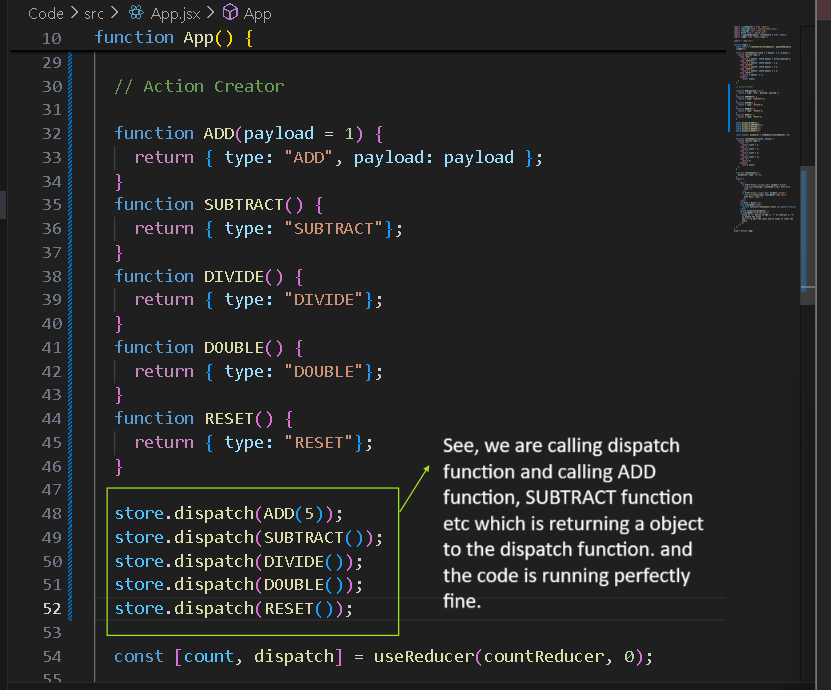 Code > src > App.jsx > App
10 function App() {
29
30 // Action Creator
31
32 function ADD(payload = 1) {
33 return { type: "ADD", payload: payload };
34 }
35 function SUBTRACT() {
36 return { type: "SUBTRACT"};
37 }
38 function DIVIDE() {
39 return { type: "DIVIDE"};
40 }
41 function DOUBLE() {
42 return { type: "DOUBLE"};
43 }
44 function RESET() {
45 return { type: "RESET"};
46 }
47
48 store.dispatch(ADD(5));
49 store.dispatch(SUBTRACT());
50 store.dispatch(DIVIDE());
51 store.dispatch(DOUBLE());
52 store.dispatch(RESET());
53
54 const [count, dispatch] = useReducer(countReducer, 0);
55
See, we are calling dispatch
function and calling ADD
function, SUBTRACT function
etc which is returning a object
to the dispatch function. and
the code is running perfectly
fine.